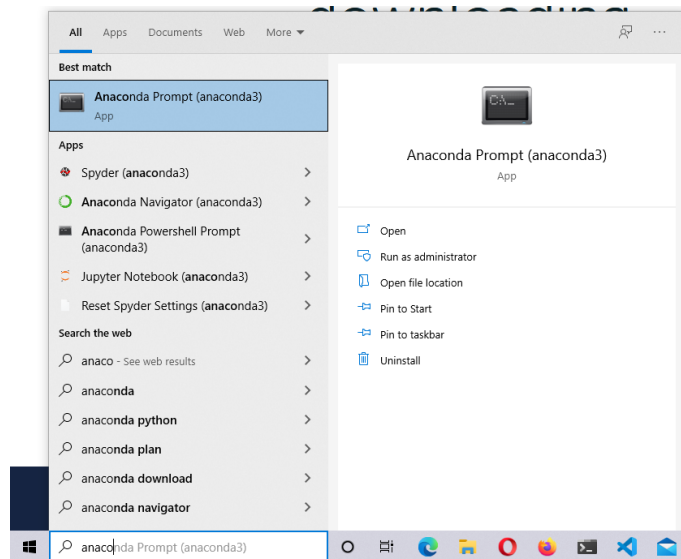 All Apps Documents Web More
Best match
Anaconda Prompt (anaconda3)
App
Apps
Spyder (anaconda3)
Anaconda Navigator (anaconda3)
Anaconda Powershell Prompt
(anaconda3)
Jupyter Notebook (anaconda3)
Reset Spyder Settings (anaconda3)
Search the web
anaco - See web results
anaconda
anaconda python
anaconda plan
anaconda download
anaconda navigator
anaconda Prompt (anaconda3)
Anaconda Prompt (anaconda3)
App
Open
Run as administrator
Open file location
Pin to Start
Pin to taskbar
Uninstall